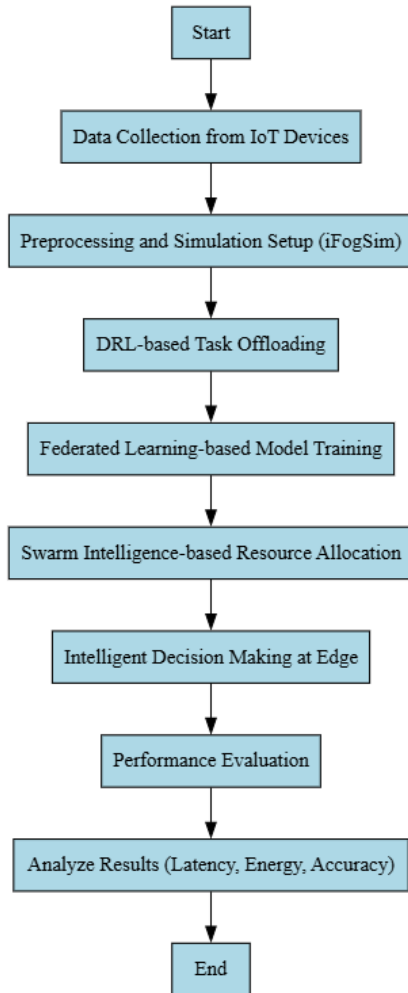 Start
Data Collection from IoT Devices
Preprocessing and Simulation Setup (iFogSim)
DRL-based Task Offloading
Federated Learning-based Model Training
Swarm Intelligence-based Resource Allocation
Intelligent Decision Making at Edge
Performance Evaluation
Analyze Results (Latency, Energy, Accuracy)
End